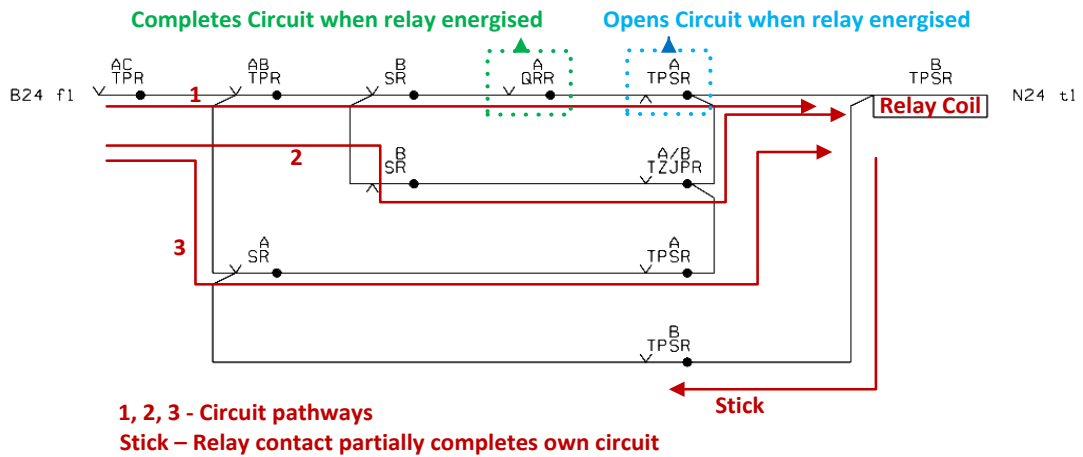 Completes Circuit when relay energised
Opens Circuit when relay energised
AC
TPR
AB
TPR
B
SR
A
QRR
A
TPSR
B
TPSR
B24 f1
1
Relay Coil
N24 t1
2
B
SR
A/B
TZJPR
3
A
SR
A
TPSR
B
TPSR
Stick
1, 2, 3 - Circuit pathways
Stick – Relay contact partially completes own circuit